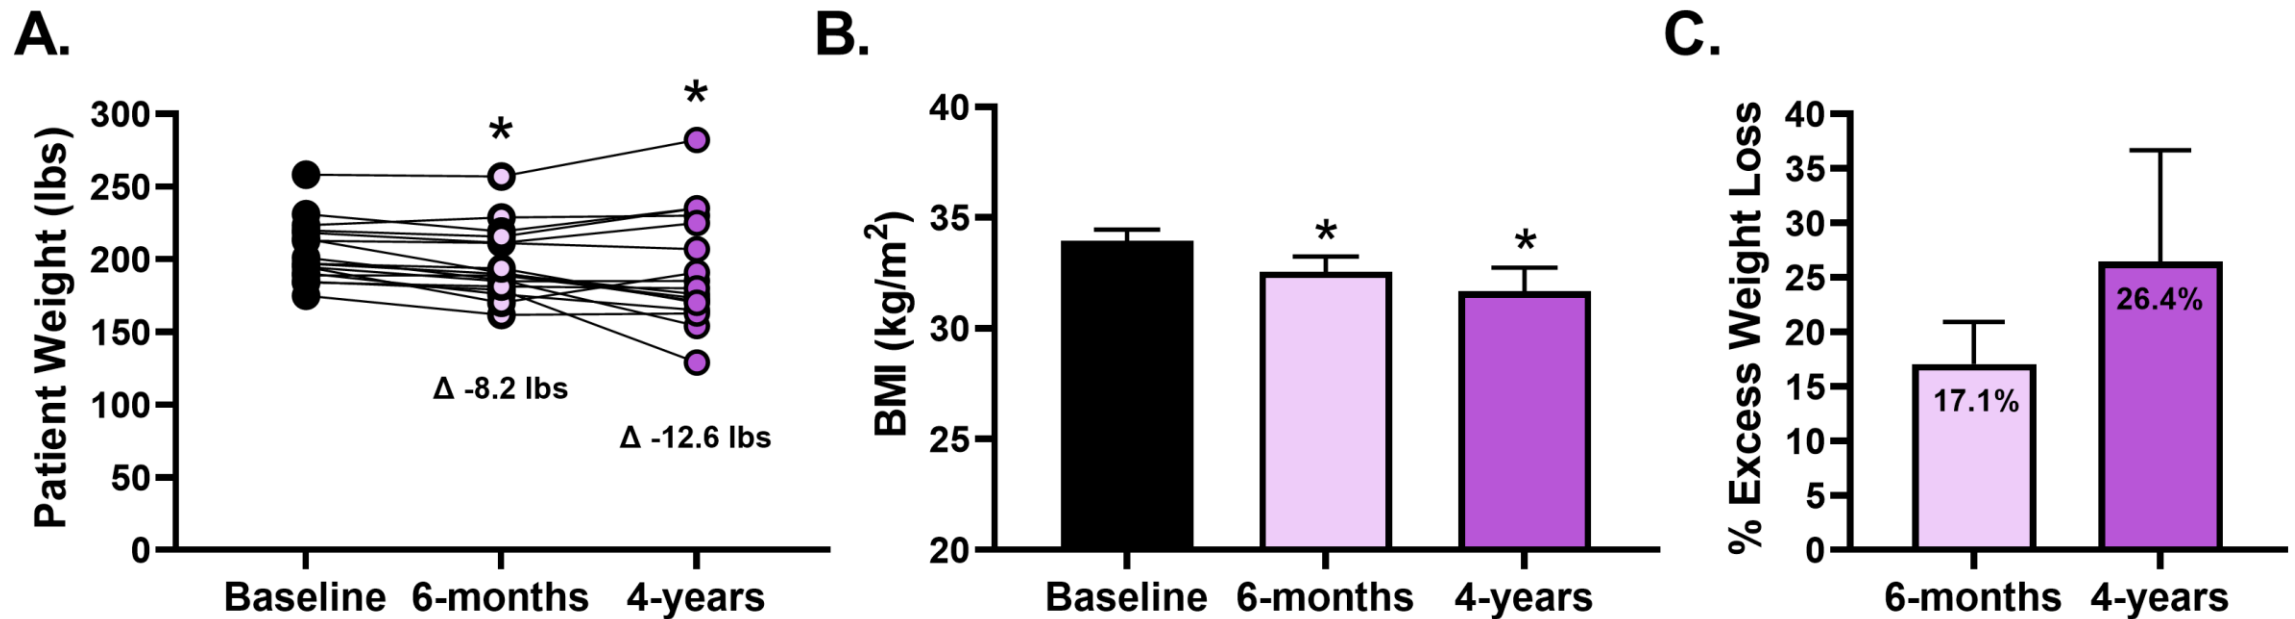 A.
Patient Weight (lbs)
300
250
200
150
100
50
0
*
*
Δ -8.2 lbs
Δ -12.6 lbs
Baseline 6-months 4-years
B.
BMI (kg/m²)
40
35
30
25
20
*
*
Baseline 6-months 4-years
C.
% Excess Weight Loss
40
35
30
25
20
15
10
5
0
17.1%
26.4%
6-months 4-years